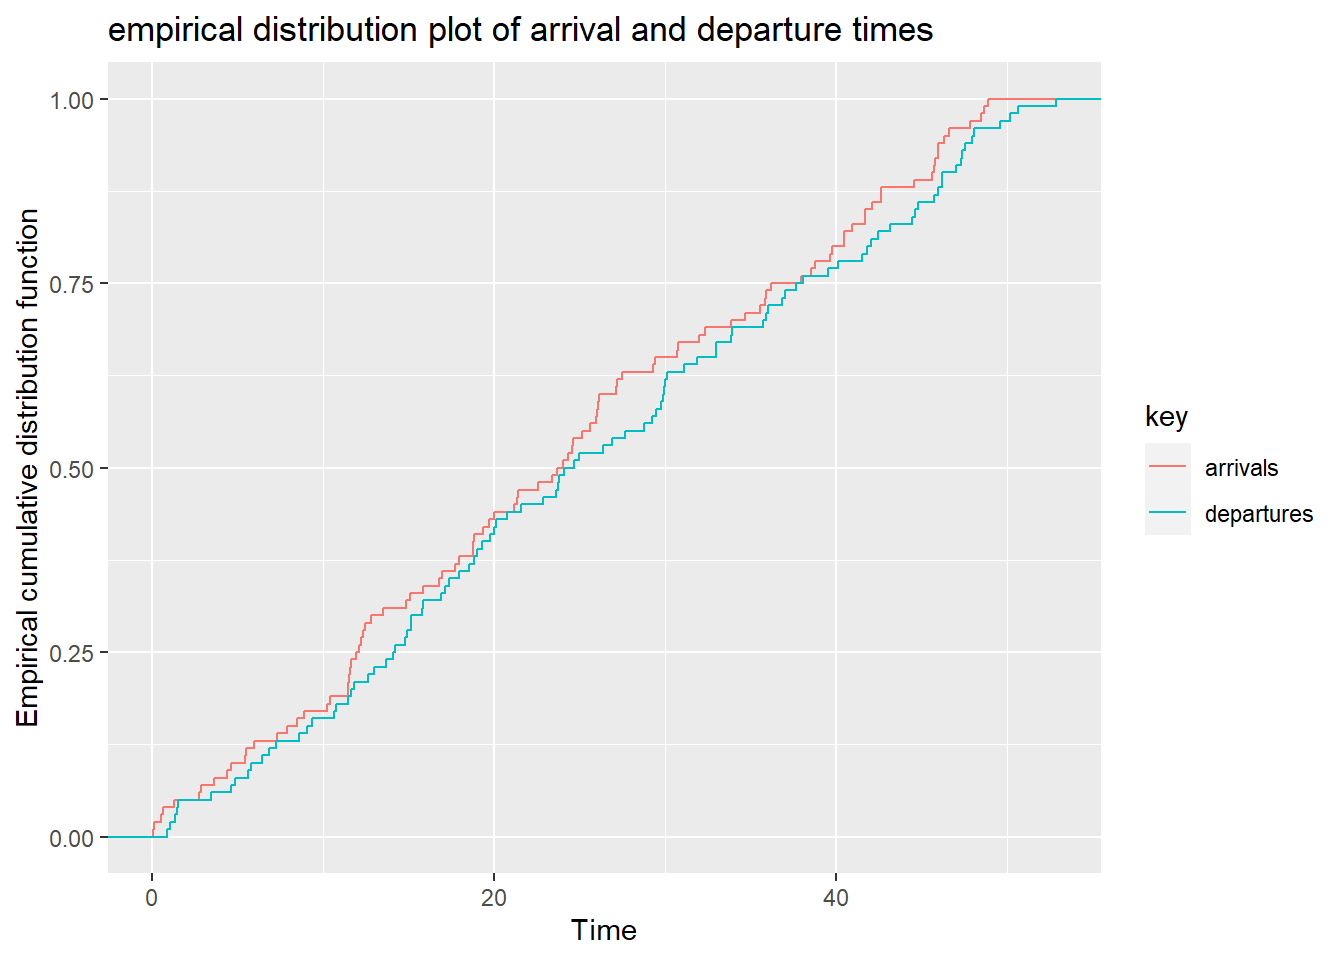 empirical distribution plot of arrival and departure times
Empirical cumulative distribution function
1.00
0.75
0.50
0.25
0.00
0
20
40
Time
key
arrivals
departures